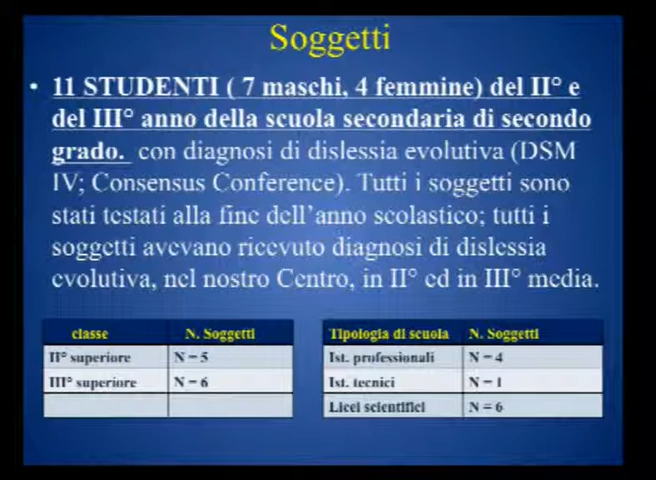 Soggetti
• 11 STUDENTI ( 7 maschi, 4 femmine) del II° e
del III° anno della scuola secondaria di secondo
grado. con diagnosi di dislessia evolutiva (DSM
IV; Consensus Conference). Tutti i soggetti sono
stati testati alla fine dell'anno scolastico; tutti i
soggetti avevano ricevuto diagnosi di dislessia
evolutiva, nel nostro Centro, in II° ed in III° media.
classe N. Soggetti
II° superiore N = 5
III° superiore N = 6
Tipologia di scuola N. Soggetti
Ist. professionali N = 4
Ist. tecnici N = 1
Licei scientifici N = 6